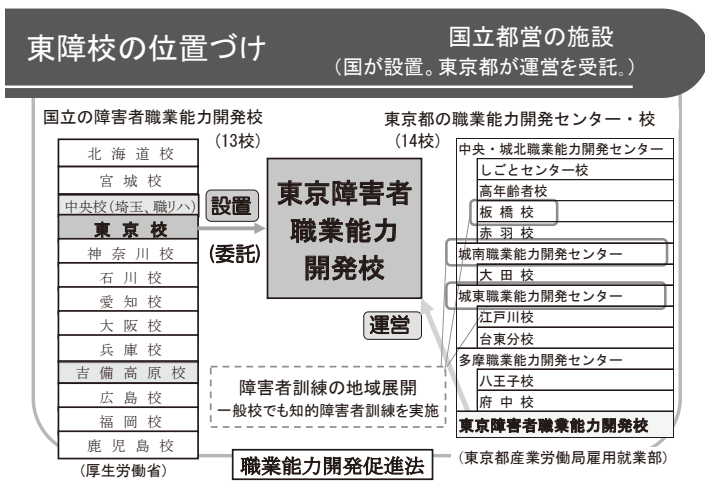 東障校の位置づけ
国立都営の施設
(国が設置。東京都が運営を受託。)
国立の障害者職業能力開発校
(13校)
北海道校
宮城校
中央校(埼玉、職リハ)
東京校
神奈川校
石川校
愛知校
大阪校
兵庫校
吉備高原校
広島校
福岡校
鹿児島校
(厚生労働省)
設置
(委託)
東京障害者
職業能力
開発校
運営
障害者訓練の地域展開
一般校でも知的障害者訓練を実施
職業能力開発促進法
東京都の職業能力開発センター・校
(14校)
中央・城北職業能力開発センター
しごとセンター校
高年齢者校
板橋校
赤羽校
城南職業能力開発センター
大田校
城東職業能力開発センター
江戸川校
台東分校
多摩職業能力開発センター
八王子校
府中校
東京障害者職業能力開発校
(東京都産業労働局雇用就業部)